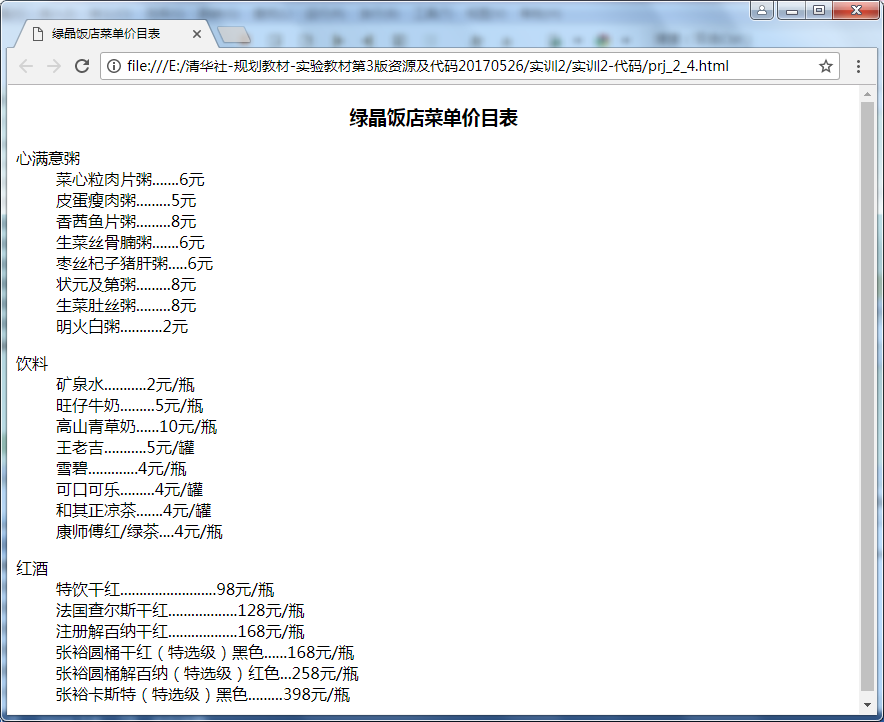 绿晶饭店菜单价目表
file:///E:/清华社-规划教材-实验教材第3版资源及代码20170526/实训2/实训2-代码/prj_2_4.html
绿晶饭店菜单价目表
心满意粥
菜心粒肉片粥.......6元
皮蛋瘦肉粥.........5元
香茜鱼片粥.........8元
生菜丝骨腩粥.......6元
枣丝杞子猪肝粥.....6元
状元及第粥.........8元
生菜肚丝粥.........8元
明火白粥...........2元
饮料
矿泉水...........2元/瓶
旺仔牛奶.........5元/瓶
高山青草奶......10元/瓶
王老吉...........5元/罐
雪碧.............4元/瓶
可口可乐.........4元/罐
和其正凉茶.......4元/罐
康师傅红/绿茶....4元/瓶
红酒
特饮干红.........................98元/瓶
法国查尔斯干红..................128元/瓶
注册解百纳干红..................168元/瓶
张裕圆桶干红（特选级）黑色......168元/瓶
张裕圆桶解百纳（特选级）红色...258元/瓶
张裕卡斯特（特选级）黑色.........398元/瓶